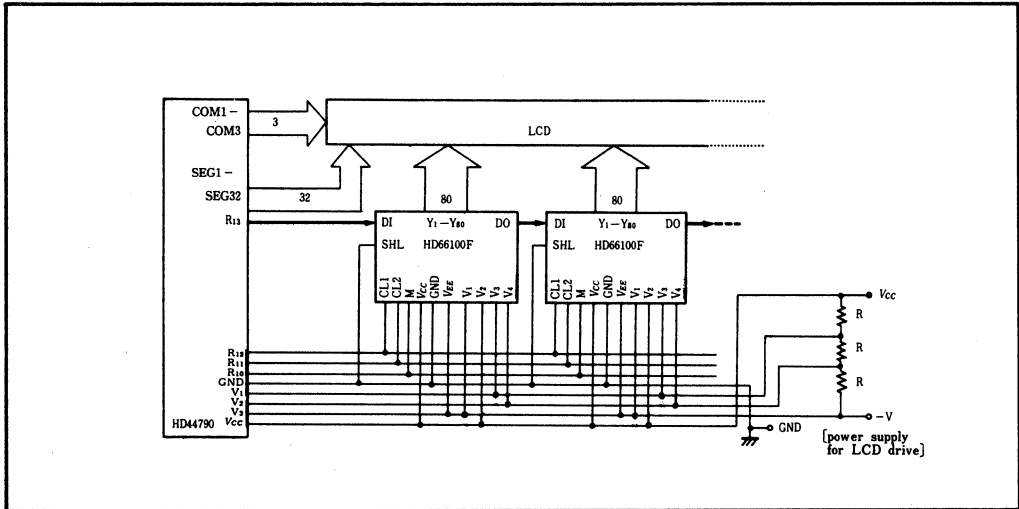 COM1-
COM3
3
LCD
SEG1-
SEG32
32
80
80
R13
DI
Y1-Y80
DO
SHL
HD66100F
CL1
CL2
M
VCC
GND
VEE
V1
V2
V3
V4
DI
Y1-Y80
DO
SHL
HD66100F
CL1
CL2
M
VCC
GND
VEE
V1
V2
V3
V4
VCC
R
R
R
R12
R11
R10
GND
V1
V2
V3
HD44790
VCC
-V
GND
[power supply
for LCD drive]